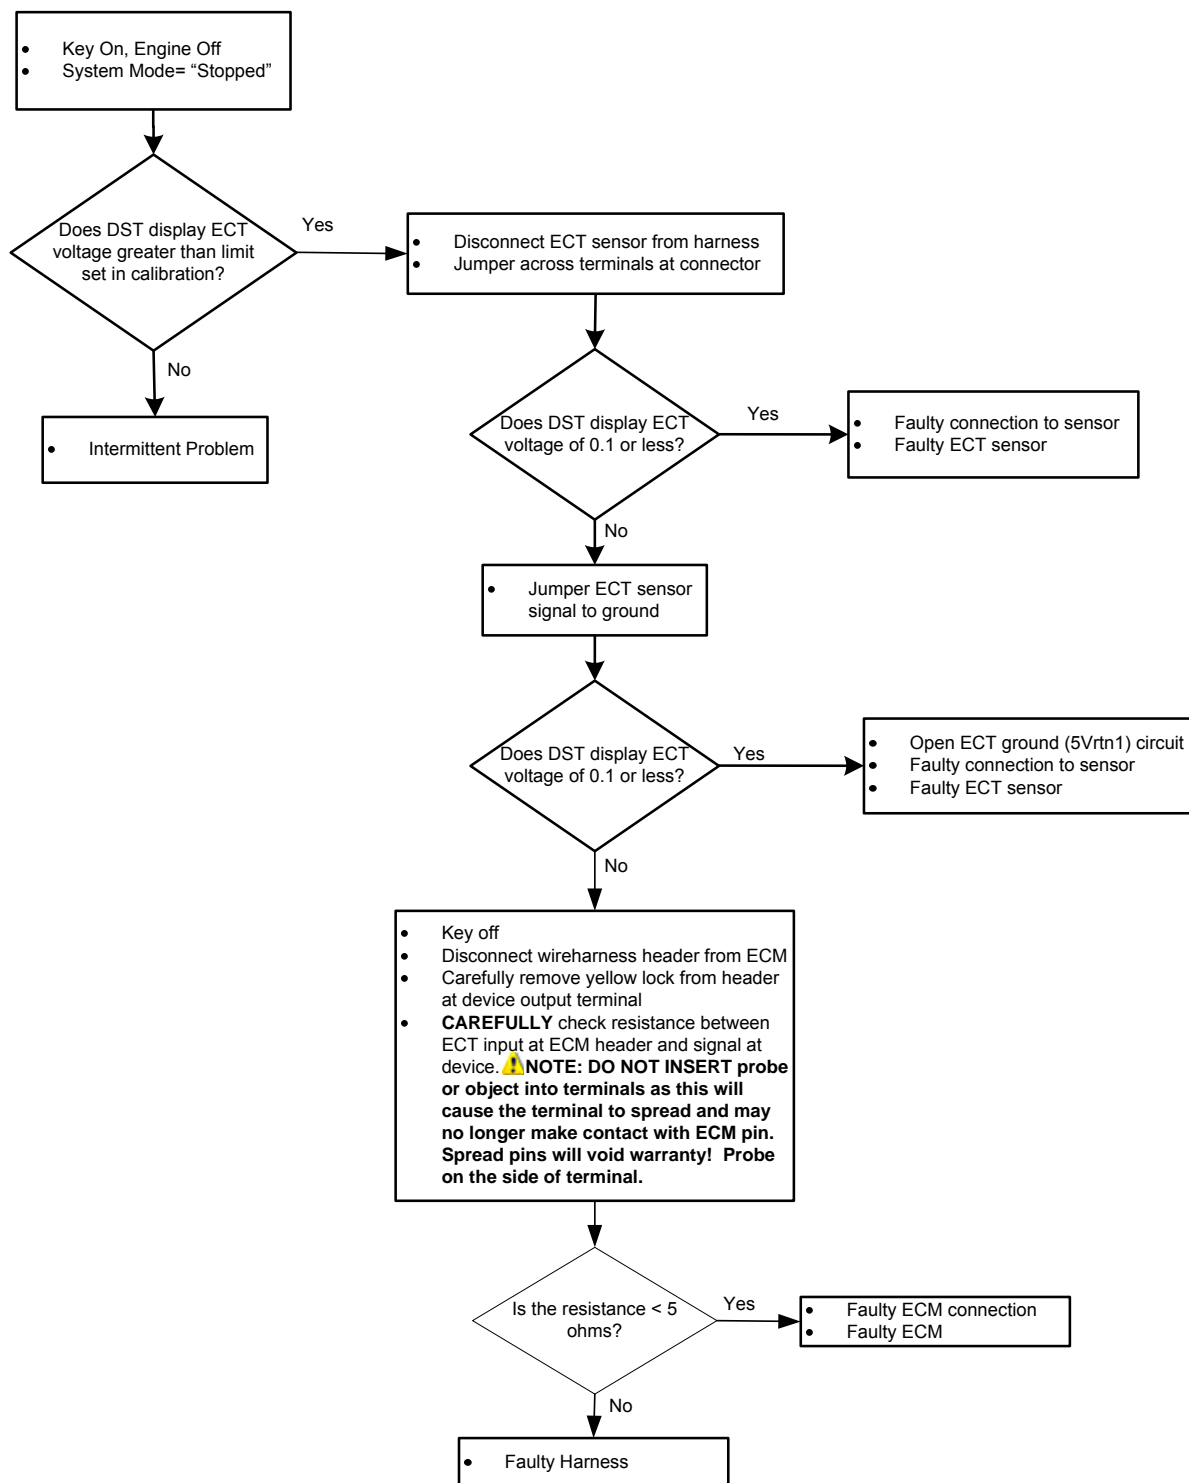 • Key On, Engine Off
• System Mode= “Stopped”
Does DST display ECT
voltage greater than limit
set in calibration?
Yes
• Disconnect ECT sensor from harness
• Jumper across terminals at connector
No
• Intermittent Problem
Does DST display ECT
voltage of 0.1 or less?
Yes
• Faulty connection to sensor
• Faulty ECT sensor
No
• Jumper ECT sensor
signal to ground
Does DST display ECT
voltage of 0.1 or less?
Yes
• Open ECT ground (5Vrtn1) circuit
• Faulty connection to sensor
• Faulty ECT sensor
No
• Key off
• Disconnect wireharness header from ECM
• Carefully remove yellow lock from header
at device output terminal
• CAREFULLY check resistance between
ECT input at ECM header and signal at
device. NOTE: DO NOT INSERT probe
or object into terminals as this will
cause the terminal to spread and may
no longer make contact with ECM pin.
Spread pins will void warranty!  Probe
on the side of terminal.
Is the resistance < 5
ohms?
Yes
• Faulty ECM connection
• Faulty ECM
No
• Faulty Harness